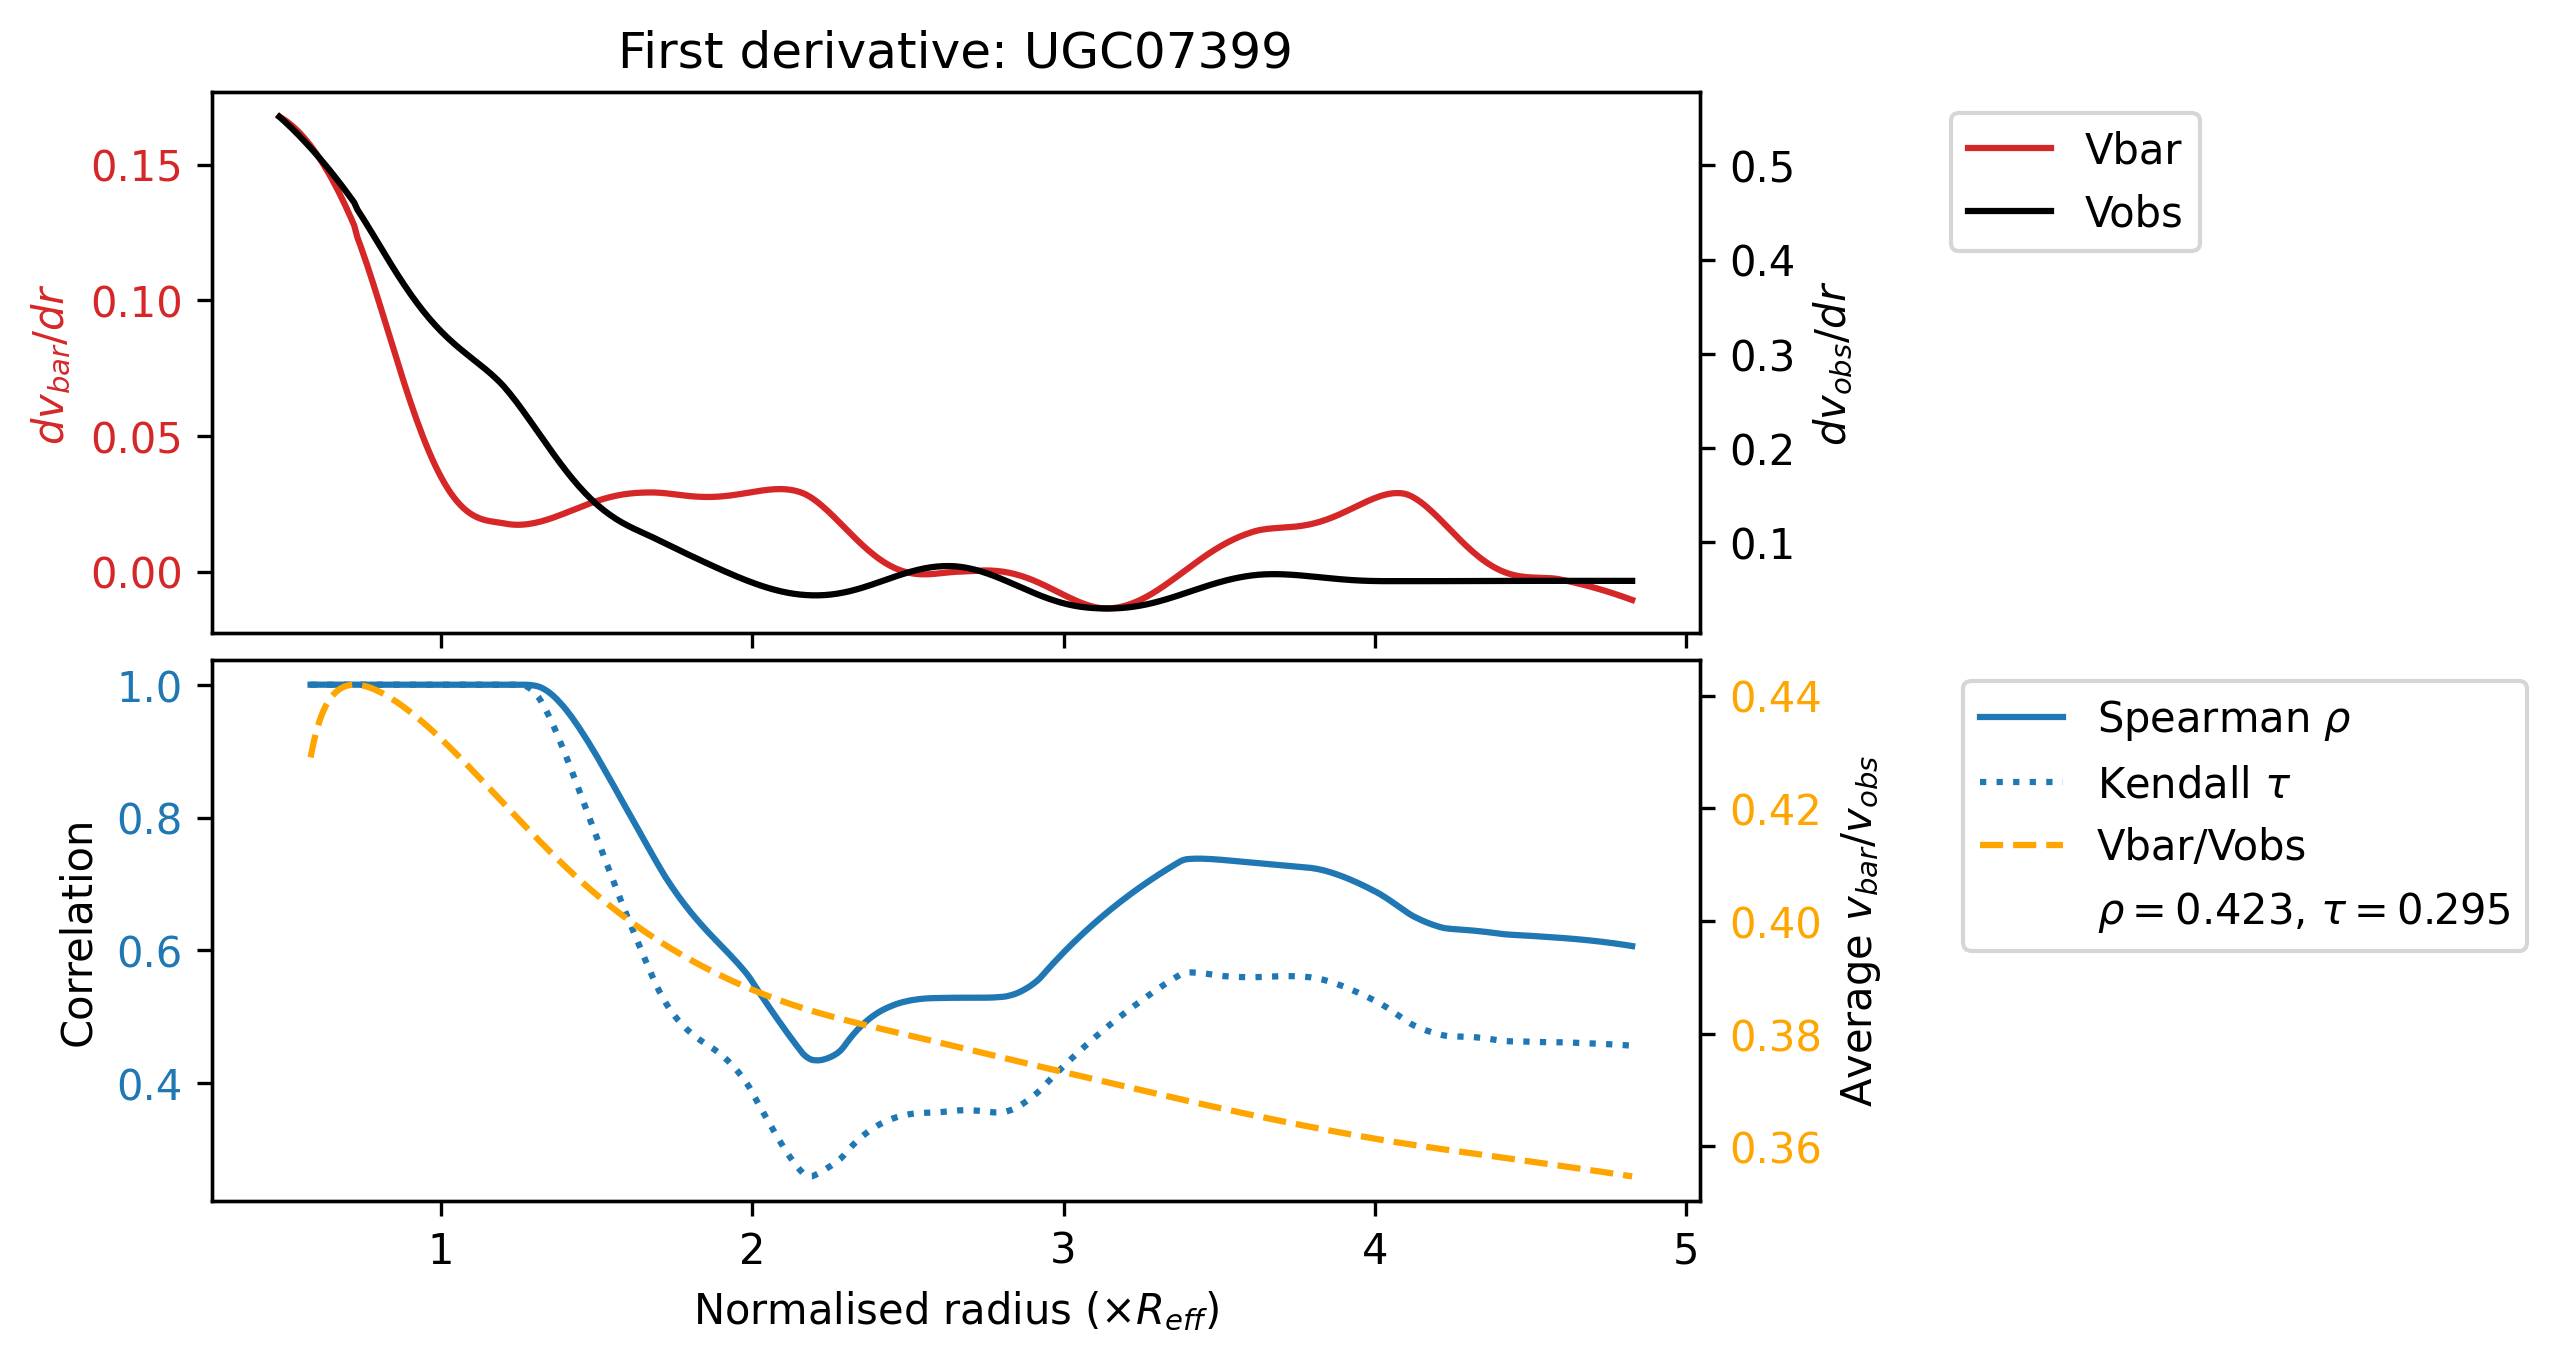 First derivative: UGC07399
0.15
0.10
0.05
0.00
dv_bar/dr
0.5
0.4
0.3
0.2
0.1
dv_obs/dr
Vbar
Vobs
1.0
0.8
0.6
0.4
Correlation
0.44
0.42
0.40
0.38
0.36
Average v_bar/v_obs
Spearman ρ
Kendall τ
Vbar/Vobs
ρ = 0.423, τ = 0.295
1 2 3 4 5
Normalised radius (×R_eff)